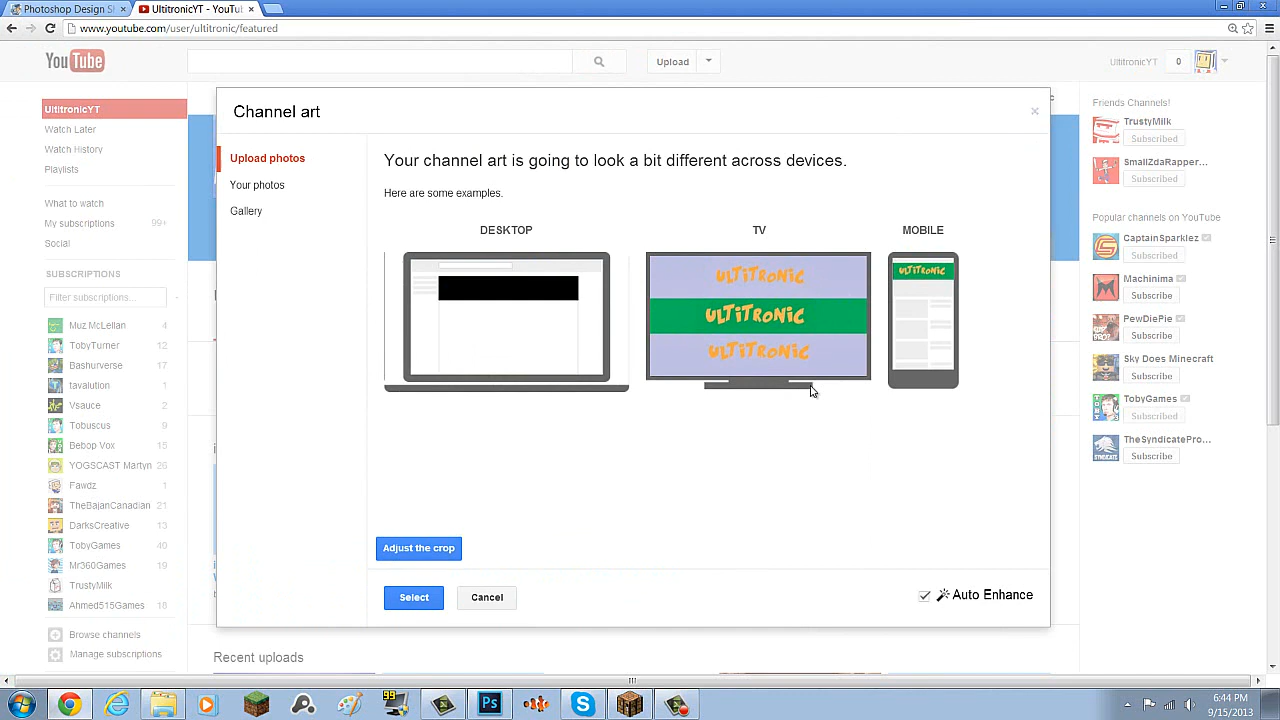 Photoshop Design S
UltitronicYT - YouTu
www.youtube.com/user/ultitronic/featured
YouTube
Upload
UltitronicYT
0
UltitronicYT
Watch Later
Watch History
Playlists
What to watch
My subscriptions 99+
Social
SUBSCRIPTIONS
Filter subscriptions...
Muz McLellan 4
TobyTurner 12
Bashurverse 17
tavalution 1
Vsauce 2
Tobuscus 9
Bebop Vox 15
YOGSCAST Martyn 26
Fawdz. 1
TheBajanCanadian 21
DarksCreative 13
TobyGames 40
Mr360Games 19
TrustyMilk
Ahmed515Games 18
Browse channels
Manage subscriptions
Channel art
Upload photos
Your photos
Gallery
Your channel art is going to look a bit different across devices.
Here are some examples.
DESKTOP
TV
MOBILE
ULTiTRoNiC
ULTiTRoNiC
ULTiTRoNiC
ULTiTRoNiC
Adjust the crop
Select
Cancel
Auto Enhance
Recent uploads
Friends Channels!
TrustyMilk
Subscribed
SmallZdaRapper...
Subscribed
Popular channels on YouTube
CaptainSparklez
Subscribed
Machinima
Subscribe
PewDiePie
Subscribe
Sky Does Minecraft
Subscribe
TobyGames
Subscribed
TheSyndicatePro...
Subscribe
99
Ps
6:44 PM
9/15/2013